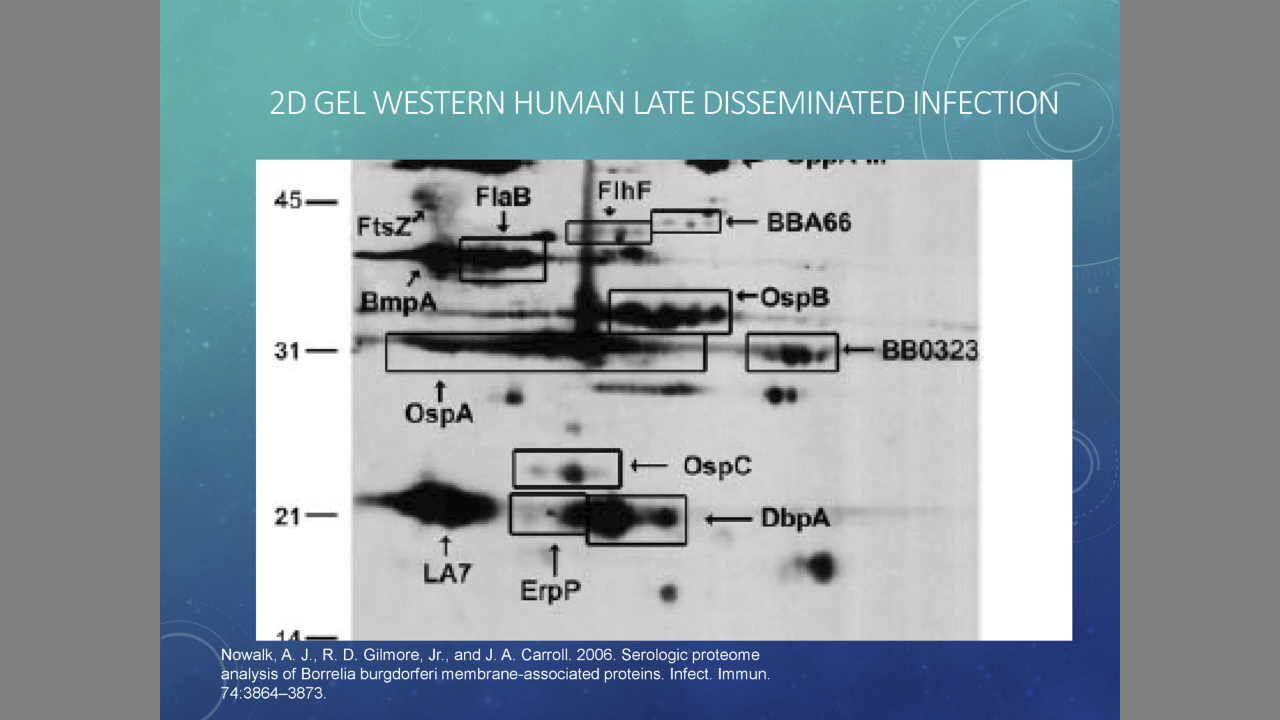 2D GEL WESTERN HUMAN LATE DISSEMINATED INFECTION
45
FlaB
FlhF
FtsZ
BBA66
BmpA
OspB
31
BB0323
OspA
OspC
21
DbpA
LA7
ErpP
14
Nowalk, A. J., R. D. Gilmore, Jr., and J. A. Carroll. 2006. Serologic proteome
analysis of Borrelia burgdorferi membrane-associated proteins. Infect. Immun.
74:3864–3873.